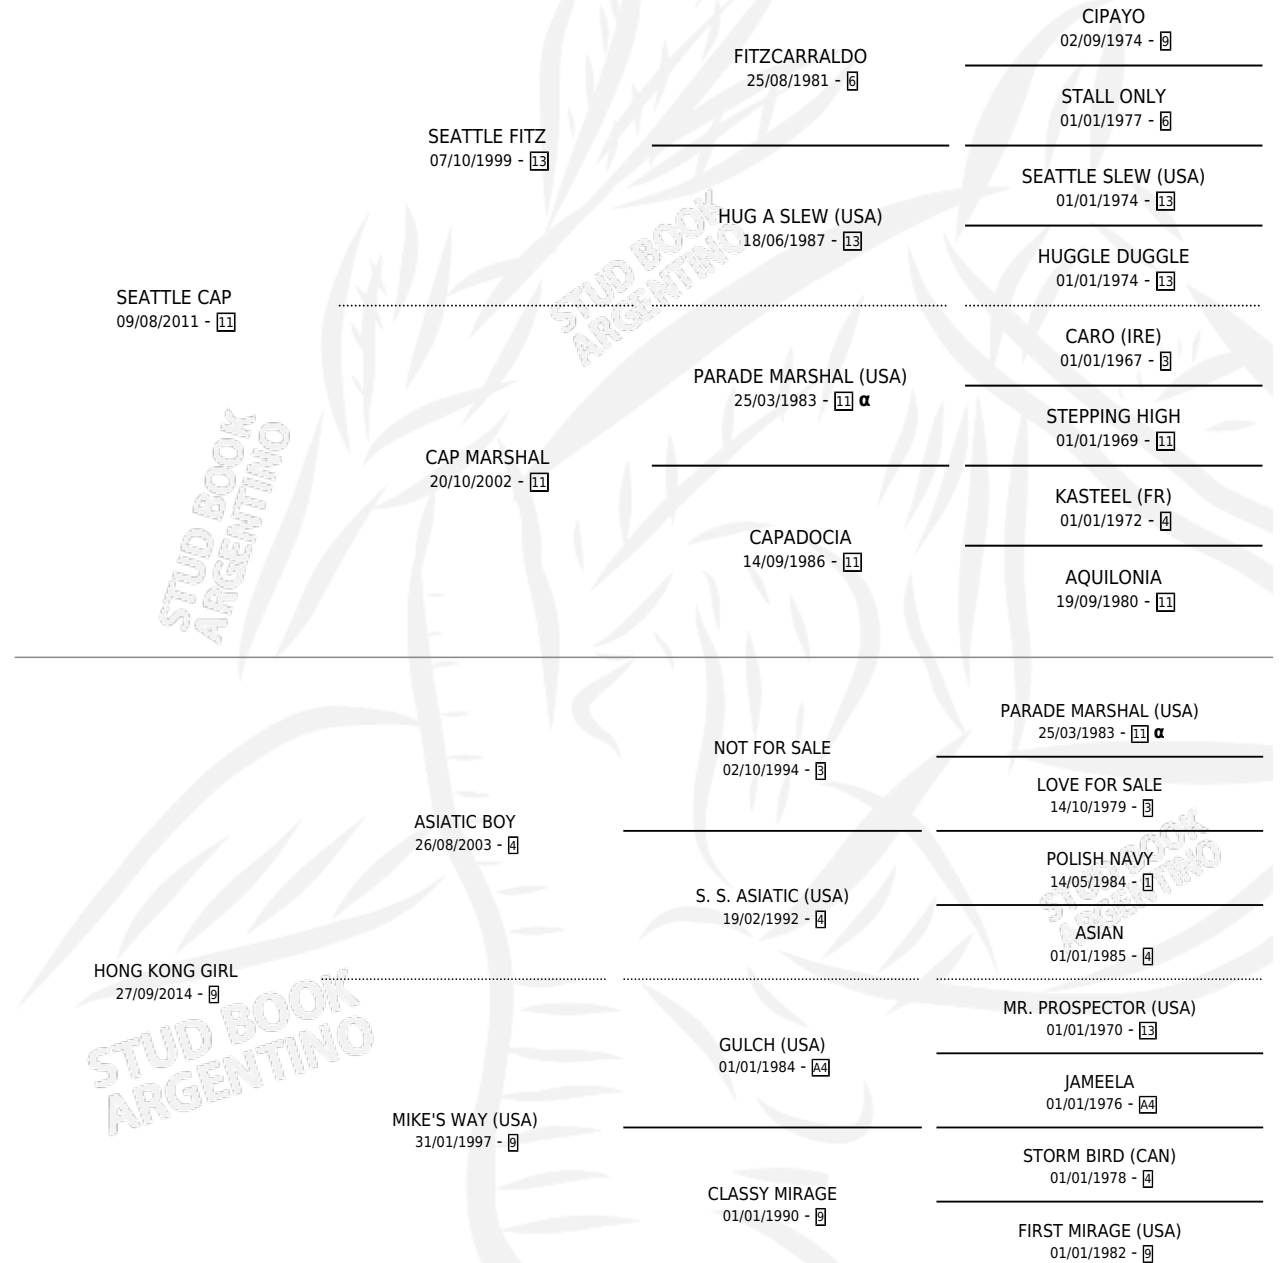 CIPAYO
02/09/1974 - 9
FITZCARRALDO
25/08/1981 - 6
STALL ONLY
01/01/1977 - 6
SEATTLE FITZ
07/10/1999 - 13
SEATTLE SLEW (USA)
01/01/1974 - 13
HUG A SLEW (USA)
18/06/1987 - 13
HUGGLE DUGGLE
01/01/1974 - 13
SEATTLE CAP
09/08/2011 - 11
CARO (IRE)
01/01/1967 - 3
PARADE MARSHAL (USA)
25/03/1983 - 11 α
STEPPING HIGH
01/01/1969 - 11
CAP MARSHAL
20/10/2002 - 11
KASTEEL (FR)
01/01/1972 - 4
CAPADOCIA
14/09/1986 - 11
AQUILONIA
19/09/1980 - 11
STUD BOOK
ARGENTINO
STUD BOOK
ARGENTINO
PARADE MARSHAL (USA)
25/03/1983 - 11 α
NOT FOR SALE
02/10/1994 - 3
LOVE FOR SALE
14/10/1979 - 3
ASIATIC BOY
26/08/2003 - 4
POLISH NAVY
14/05/1984 - 1
S. S. ASIATIC (USA)
19/02/1992 - 4
ASIAN
01/01/1985 - 4
HONG KONG GIRL
27/09/2014 - 9
MR. PROSPECTOR (USA)
01/01/1970 - 13
GULCH (USA)
01/01/1984 - A4
JAMEELA
01/01/1976 - A4
MIKE'S WAY (USA)
31/01/1997 - 9
STORM BIRD (CAN)
01/01/1978 - 4
CLASSY MIRAGE
01/01/1990 - 9
FIRST MIRAGE (USA)
01/01/1982 - 9
STUD BOOK
ARGENTINO
STUD BOOK
ARGENTINO